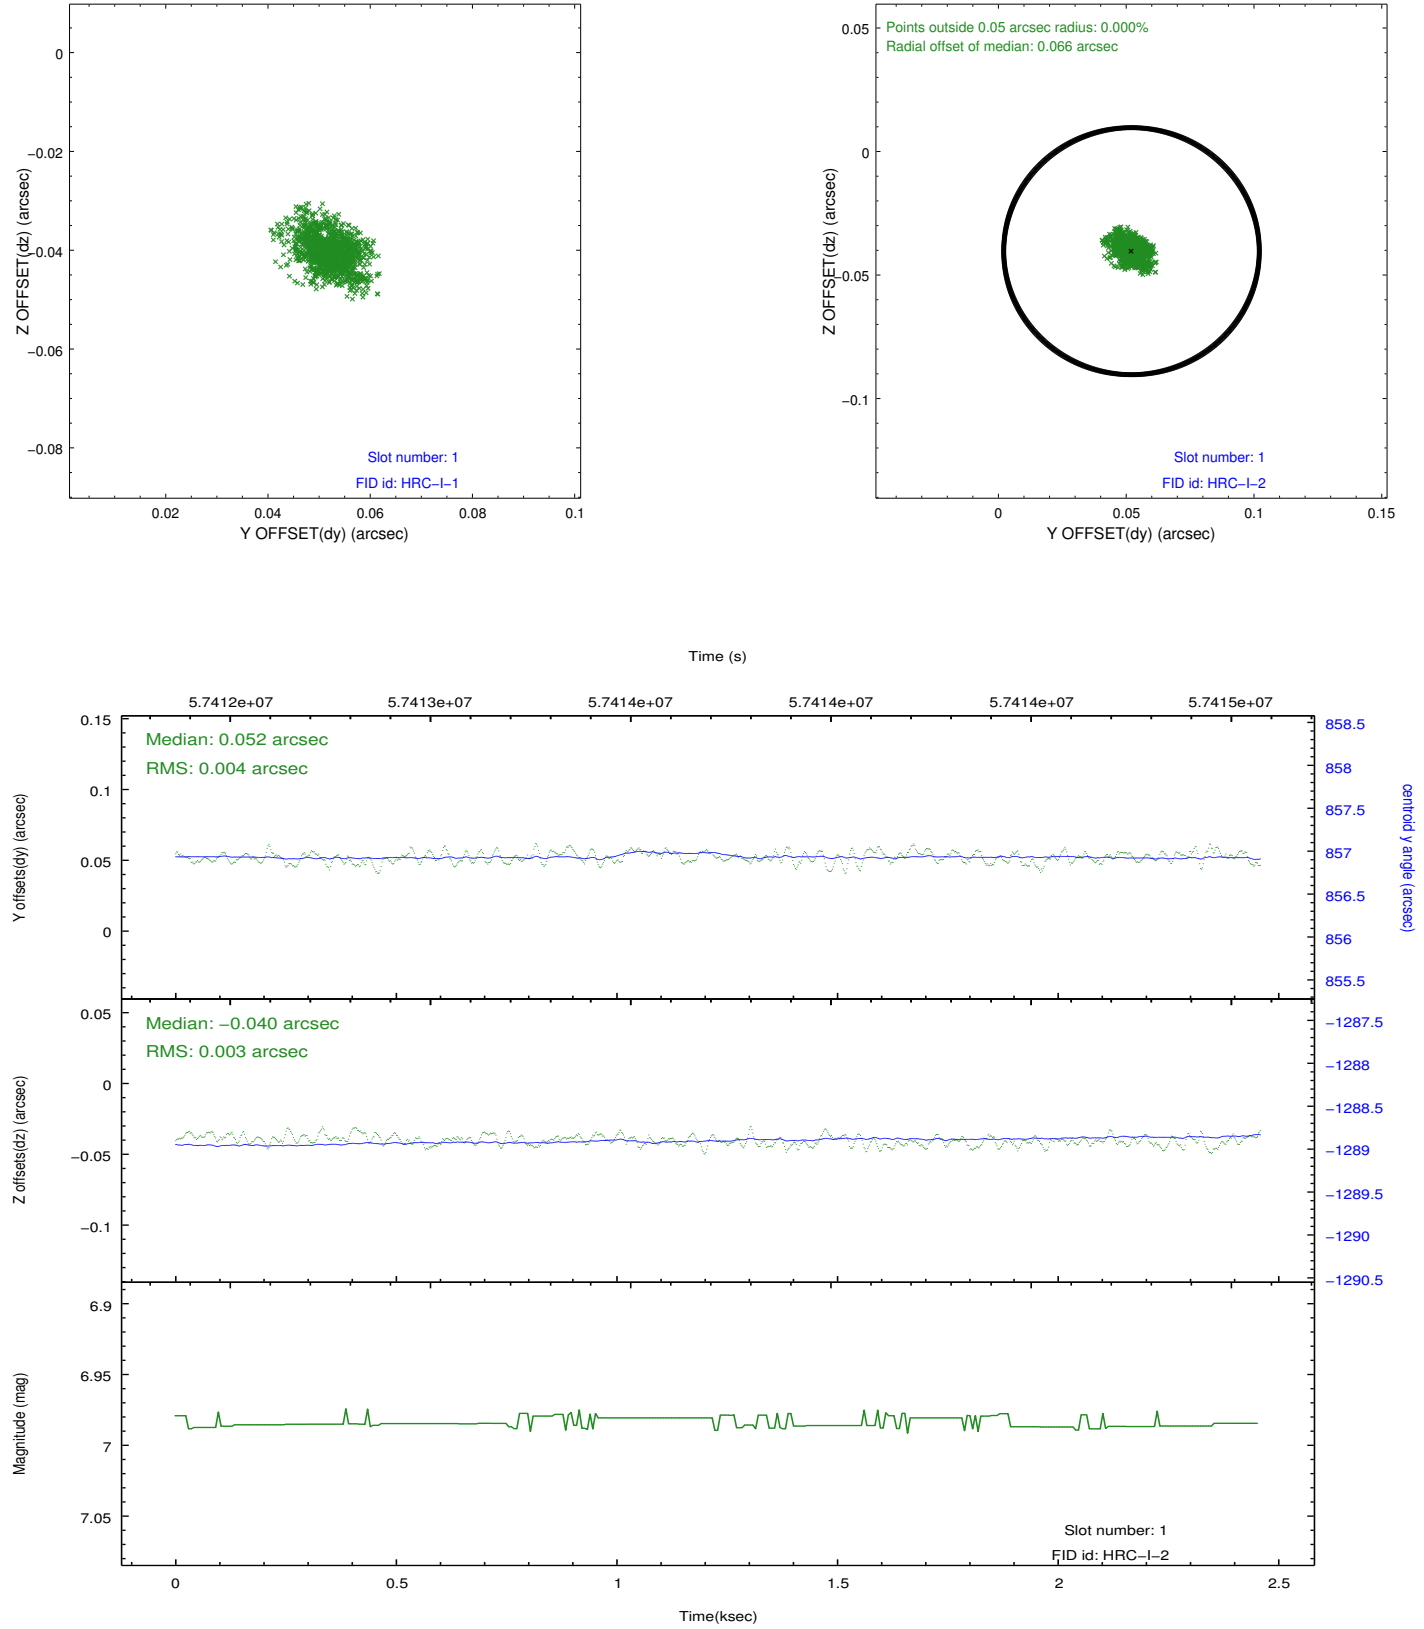 0
−0.02
−0.04
−0.06
−0.08
Z OFFSET(dz) (arcsec)
Slot number: 1
FID id: HRC−I−1
0.02
0.04
0.06
0.08
0.1
Y OFFSET(dy) (arcsec)
Points outside 0.05 arcsec radius: 0.000%
Radial offset of median: 0.066 arcsec
0.05
0
−0.05
−0.1
Z OFFSET(dz) (arcsec)
Slot number: 1
FID id: HRC−I−2
0
0.05
0.1
0.15
Y OFFSET(dy) (arcsec)
Time (s)
5.7412e+07
5.7413e+07
5.7414e+07
5.7414e+07
5.7414e+07
5.7415e+07
Median: 0.052 arcsec
RMS: 0.004 arcsec
0.15
0.1
0.05
0
Y offsets(dy) (arcsec)
858.5
858
857.5
857
856.5
856
855.5
centroid y angle (arcsec)
Median: −0.040 arcsec
RMS: 0.003 arcsec
0.05
0
−0.05
−0.1
Z offsets(dz) (arcsec)
−1287.5
−1288
−1288.5
−1289
−1289.5
−1290
−1290.5
6.9
6.95
7
7.05
Magnitude (mag)
Slot number: 1
FID id: HRC−I−2
0
0.5
1
1.5
2
2.5
Time(ksec)